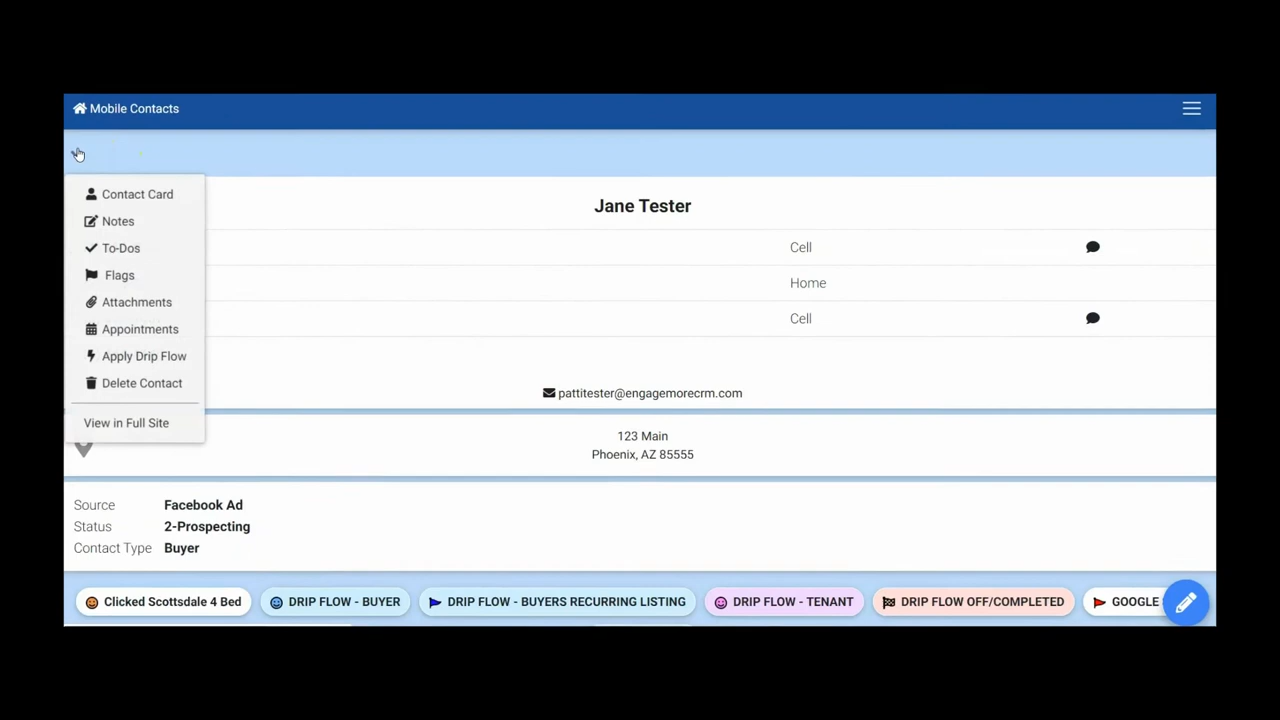 Mobile Contacts
Contact Card
Notes
To-Dos
Flags
Attachments
Appointments
Apply Drip Flow
Delete Contact
View in Full Site
Jane Tester
Cell
Home
Cell
pattitester@engagemorecrm.com
123 Main
Phoenix, AZ 85555
Source Facebook Ad
Status 2-Prospecting
Contact Type Buyer
Clicked Scottsdale 4 Bed DRIP FLOW - BUYER DRIP FLOW - BUYERS RECURRING LISTING DRIP FLOW - TENANT DRIP FLOW OFF/COMPLETED GOOGLE